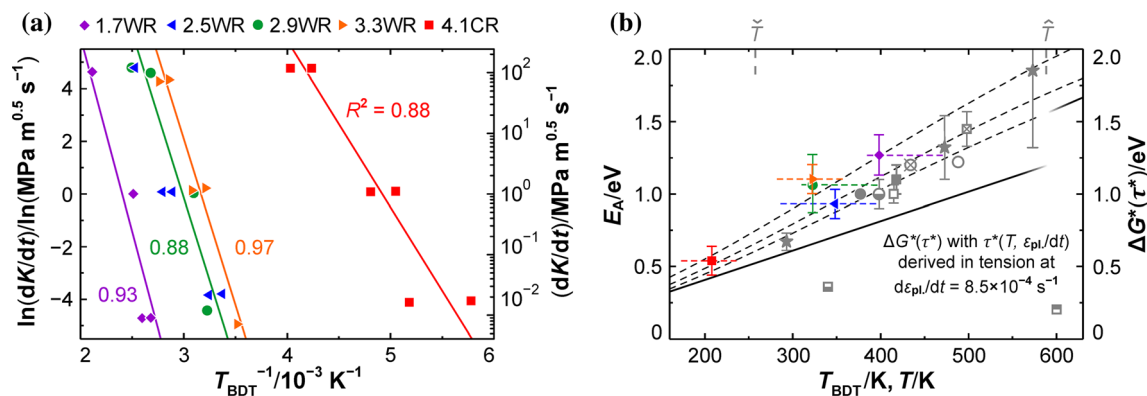 (a) 1.7WR 2.5WR 2.9WR 3.3WR 4.1CR
ln(dK/dt)/ln(MPa m^0.5 s^−1)
4
2
0
−2
−4
R² = 0.88
0.97
0.88
0.93
10²
10¹
10⁰
10⁻¹
10⁻²
(dK/dt)/MPa m^0.5 s^−1
2 3 4 5 6
T_BDT^−1/10^−3 K^−1
(b)
Ť T̂
E_A/eV
2.0
1.5
1.0
0.5
0
ΔG*(τ*) with τ*(T, ε_pl./dt)
derived in tension at
dε_pl./dt = 8.5×10^−4 s^−1
2.0
1.5
1.0
0.5
0
ΔG*(τ*)/eV
200 300 400 500 600
T_BDT/K, T/K